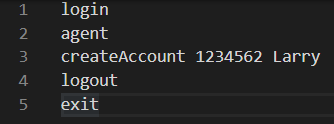 1 login
2 agent
3 createAccount 1234562 Larry
4 logout
5 exit